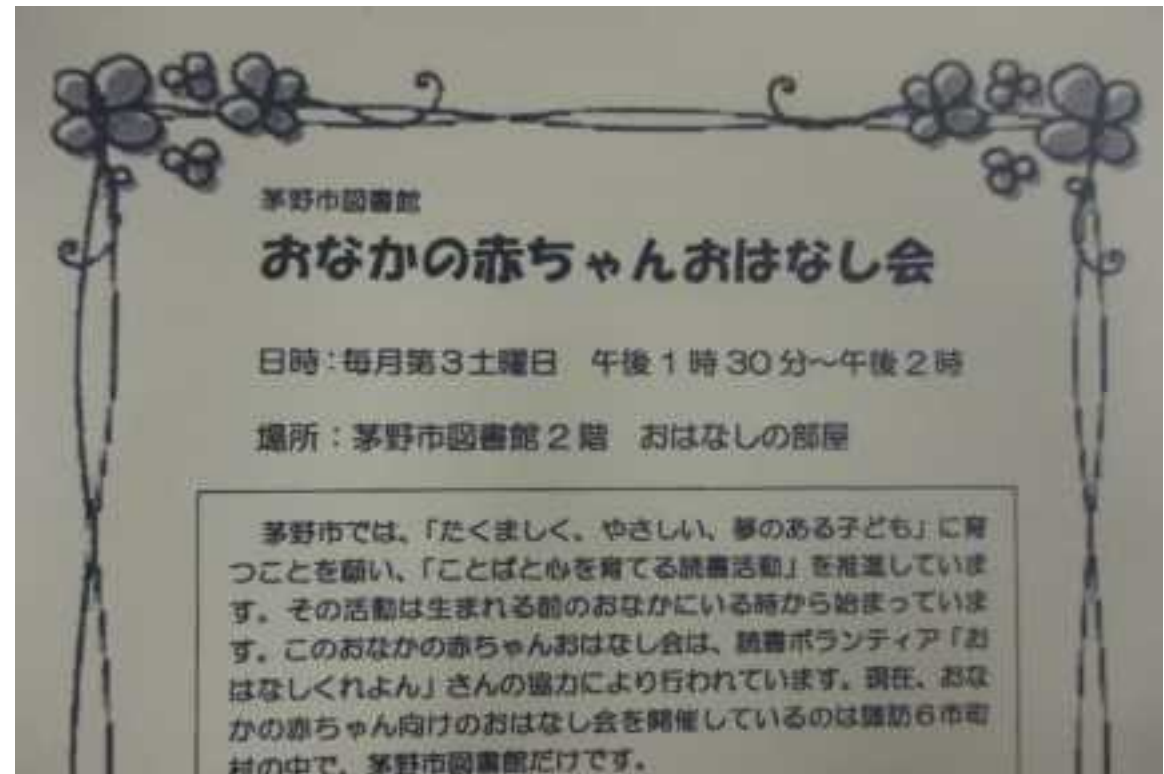 茅野市図書館
おなかの赤ちゃんおはなし会
日時:毎月第3土曜日 午後1時30分~午後2時
場所:茅野市図書館2階 おはなしの部屋
茅野市では、「たくましく、やさしい、夢のある子ども」に育
つことを願い、「ことばと心を育てる読書活動」を推進していま
す。その活動は生まれる前のおなかにいる時から始まっていま
す。このおなかの赤ちゃんおはなし会は、読書ボランティア「お
はなしくれよん」さんの協力により行われています。現在、おな
かの赤ちゃん向けのおはなし会を開催しているのは諏訪6市町
村の中で、茅野市図書館だけです。